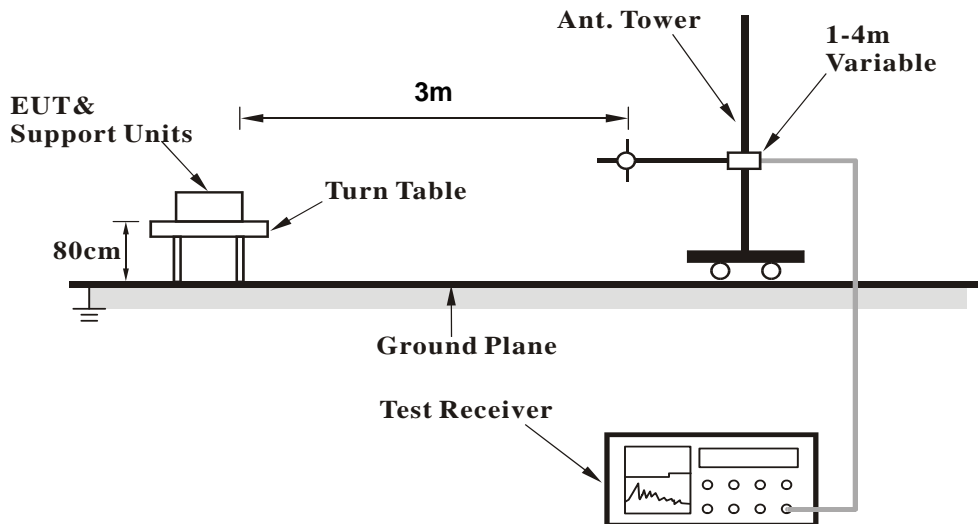 Ant. Tower
1-4m
Variable
3m
EUT&
Support Units
Turn Table
80cm
Ground Plane
Test Receiver